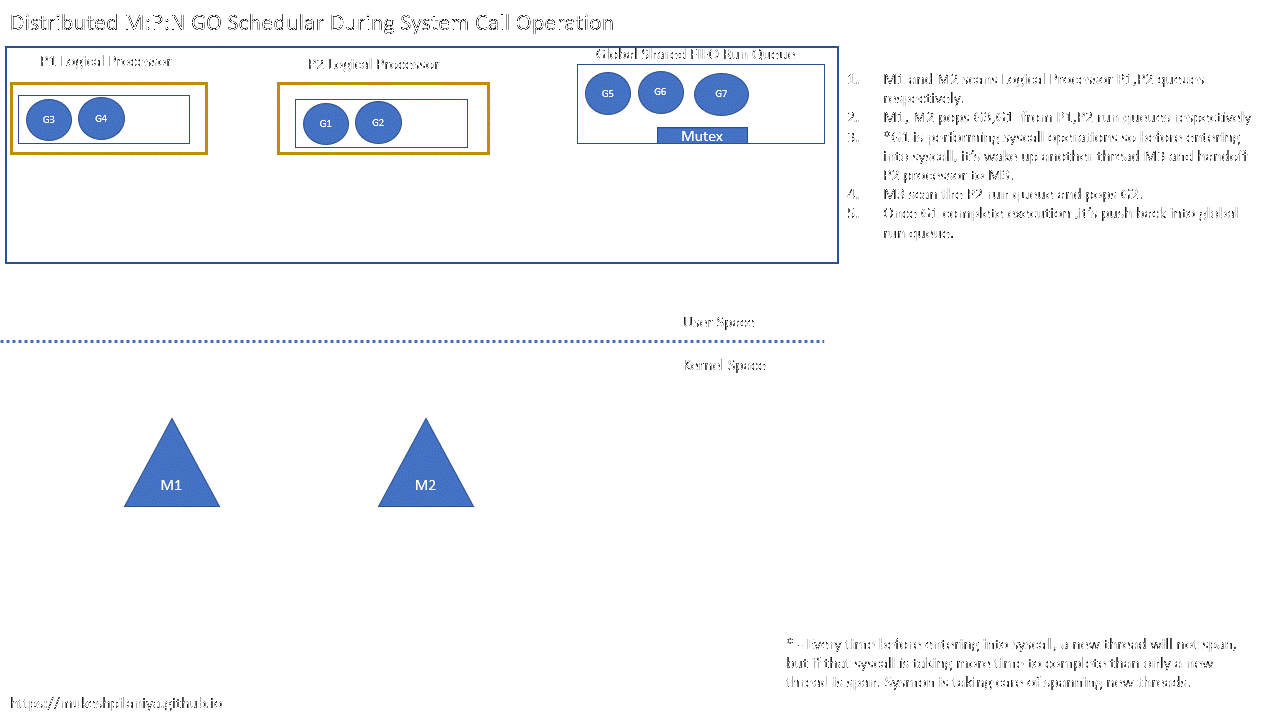 Distributed M:P:N GO Schedular During System Call Operation
P1 Logical Processor
P2 Logical Processor
Global Shared FIFO Run Queue
G3
G4
G1
G2
G5
G6
G7
Mutex
1. M1 and M2 scans Logical Processor P1,P2 queues
respectively.
2. M1, M2 pops G3,G1 from P1,P2 run queues respectively
3. *G1 is performing syscall operations so before entering
into syscall, it's wake up another thread M3 and handoff
P2 processor to M3.
4. M3 scan the P2 run queue and pops G2.
5. Once G1 complete execution ,it's push back into global
run queue.
User Space
Kernel Space
M1
M2
* - Every time before entering into syscall, a new thread will not span,
but if that syscall is taking more time to complete than only a new
thread is span. Sysmon is taking care of spanning new threads.
https://mukeshpilaniya.github.io